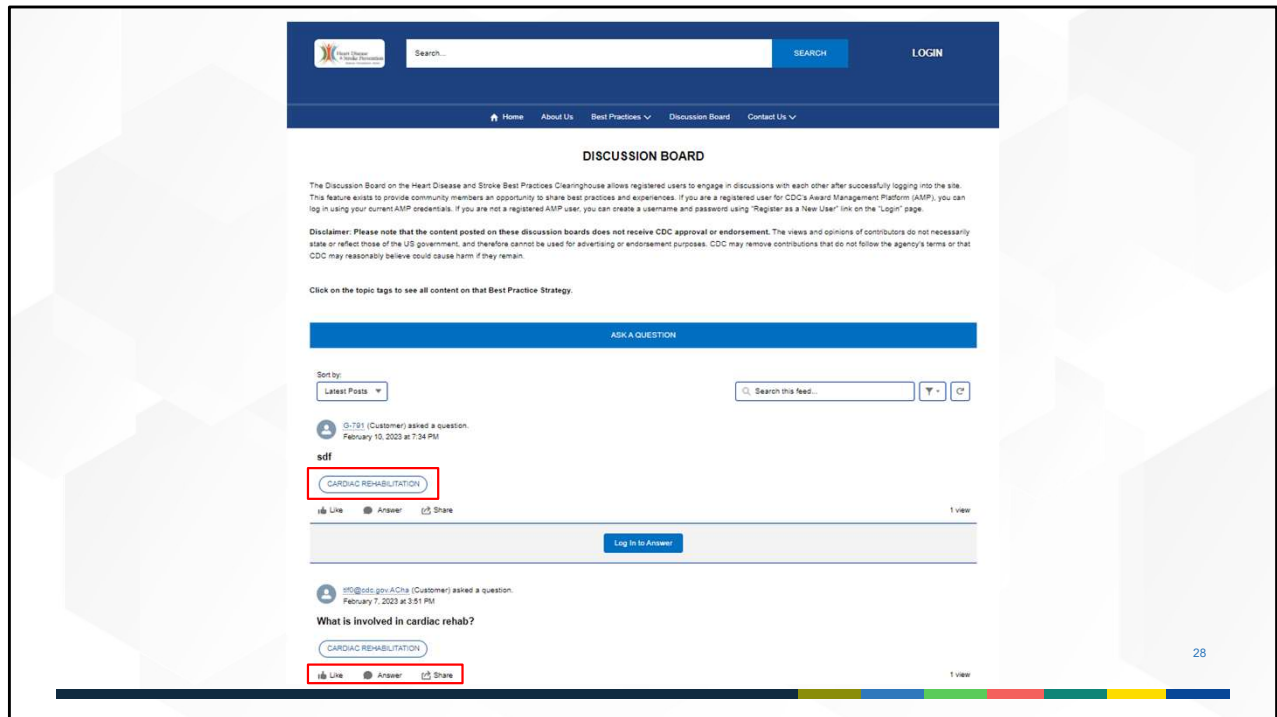 Heart Disease
& Stroke Prevention
Search...
SEARCH
LOGIN
Home About Us Best Practices Discussion Board Contact Us
DISCUSSION BOARD
The Discussion Board on the Heart Disease and Stroke Best Practices Clearinghouse allows registered users to engage in discussions with each other after successfully logging into the site.
This feature exists to provide community members an opportunity to share best practices and experiences. If you are a registered user for CDC's Award Management Platform (AMP), you can
log in using your current AMP credentials. If you are not a registered AMP user, you can create a username and password using "Register as a New User" link on the "Login" page.
Disclaimer: Please note that the content posted on these discussion boards does not receive CDC approval or endorsement. The views and opinions of contributors do not necessarily
state or reflect those of the US government, and therefore cannot be used for advertising or endorsement purposes. CDC may remove contributions that do not follow the agency's terms or that
CDC may reasonably believe could cause harm if they remain.
Click on the topic tags to see all content on that Best Practice Strategy.
ASK A QUESTION
Sort by:
Latest Posts
Search this feed...
G-791 (Customer) asked a question.
February 10, 2023 at 7:34 PM
sdf
CARDIAC REHABILITATION
Like Answer Share 1 view
Log In to Answer
tlf0@cdc.gov.ACha (Customer) asked a question.
February 7, 2023 at 3:51 PM
What is involved in cardiac rehab?
CARDIAC REHABILITATION
Like Answer Share 1 view
28